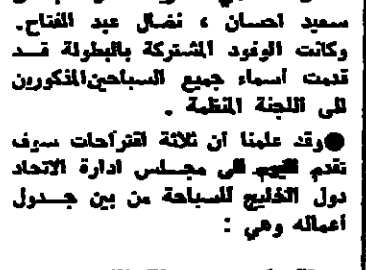 سعيد احسان ، نضال عبد الفتاح.
وكانت الوفود المشتركة بالبطولة قد
قدمت أسماء جميع السباحين المذكورين
الى اللجنة المنظمة .
●وقد علمنا أن ثلاثة اقتراحات سوف
تقدم اليوم الى مجلس ادارة الاتحاد
دول الخليج للسباحة من بين جدول
أعماله وهي :